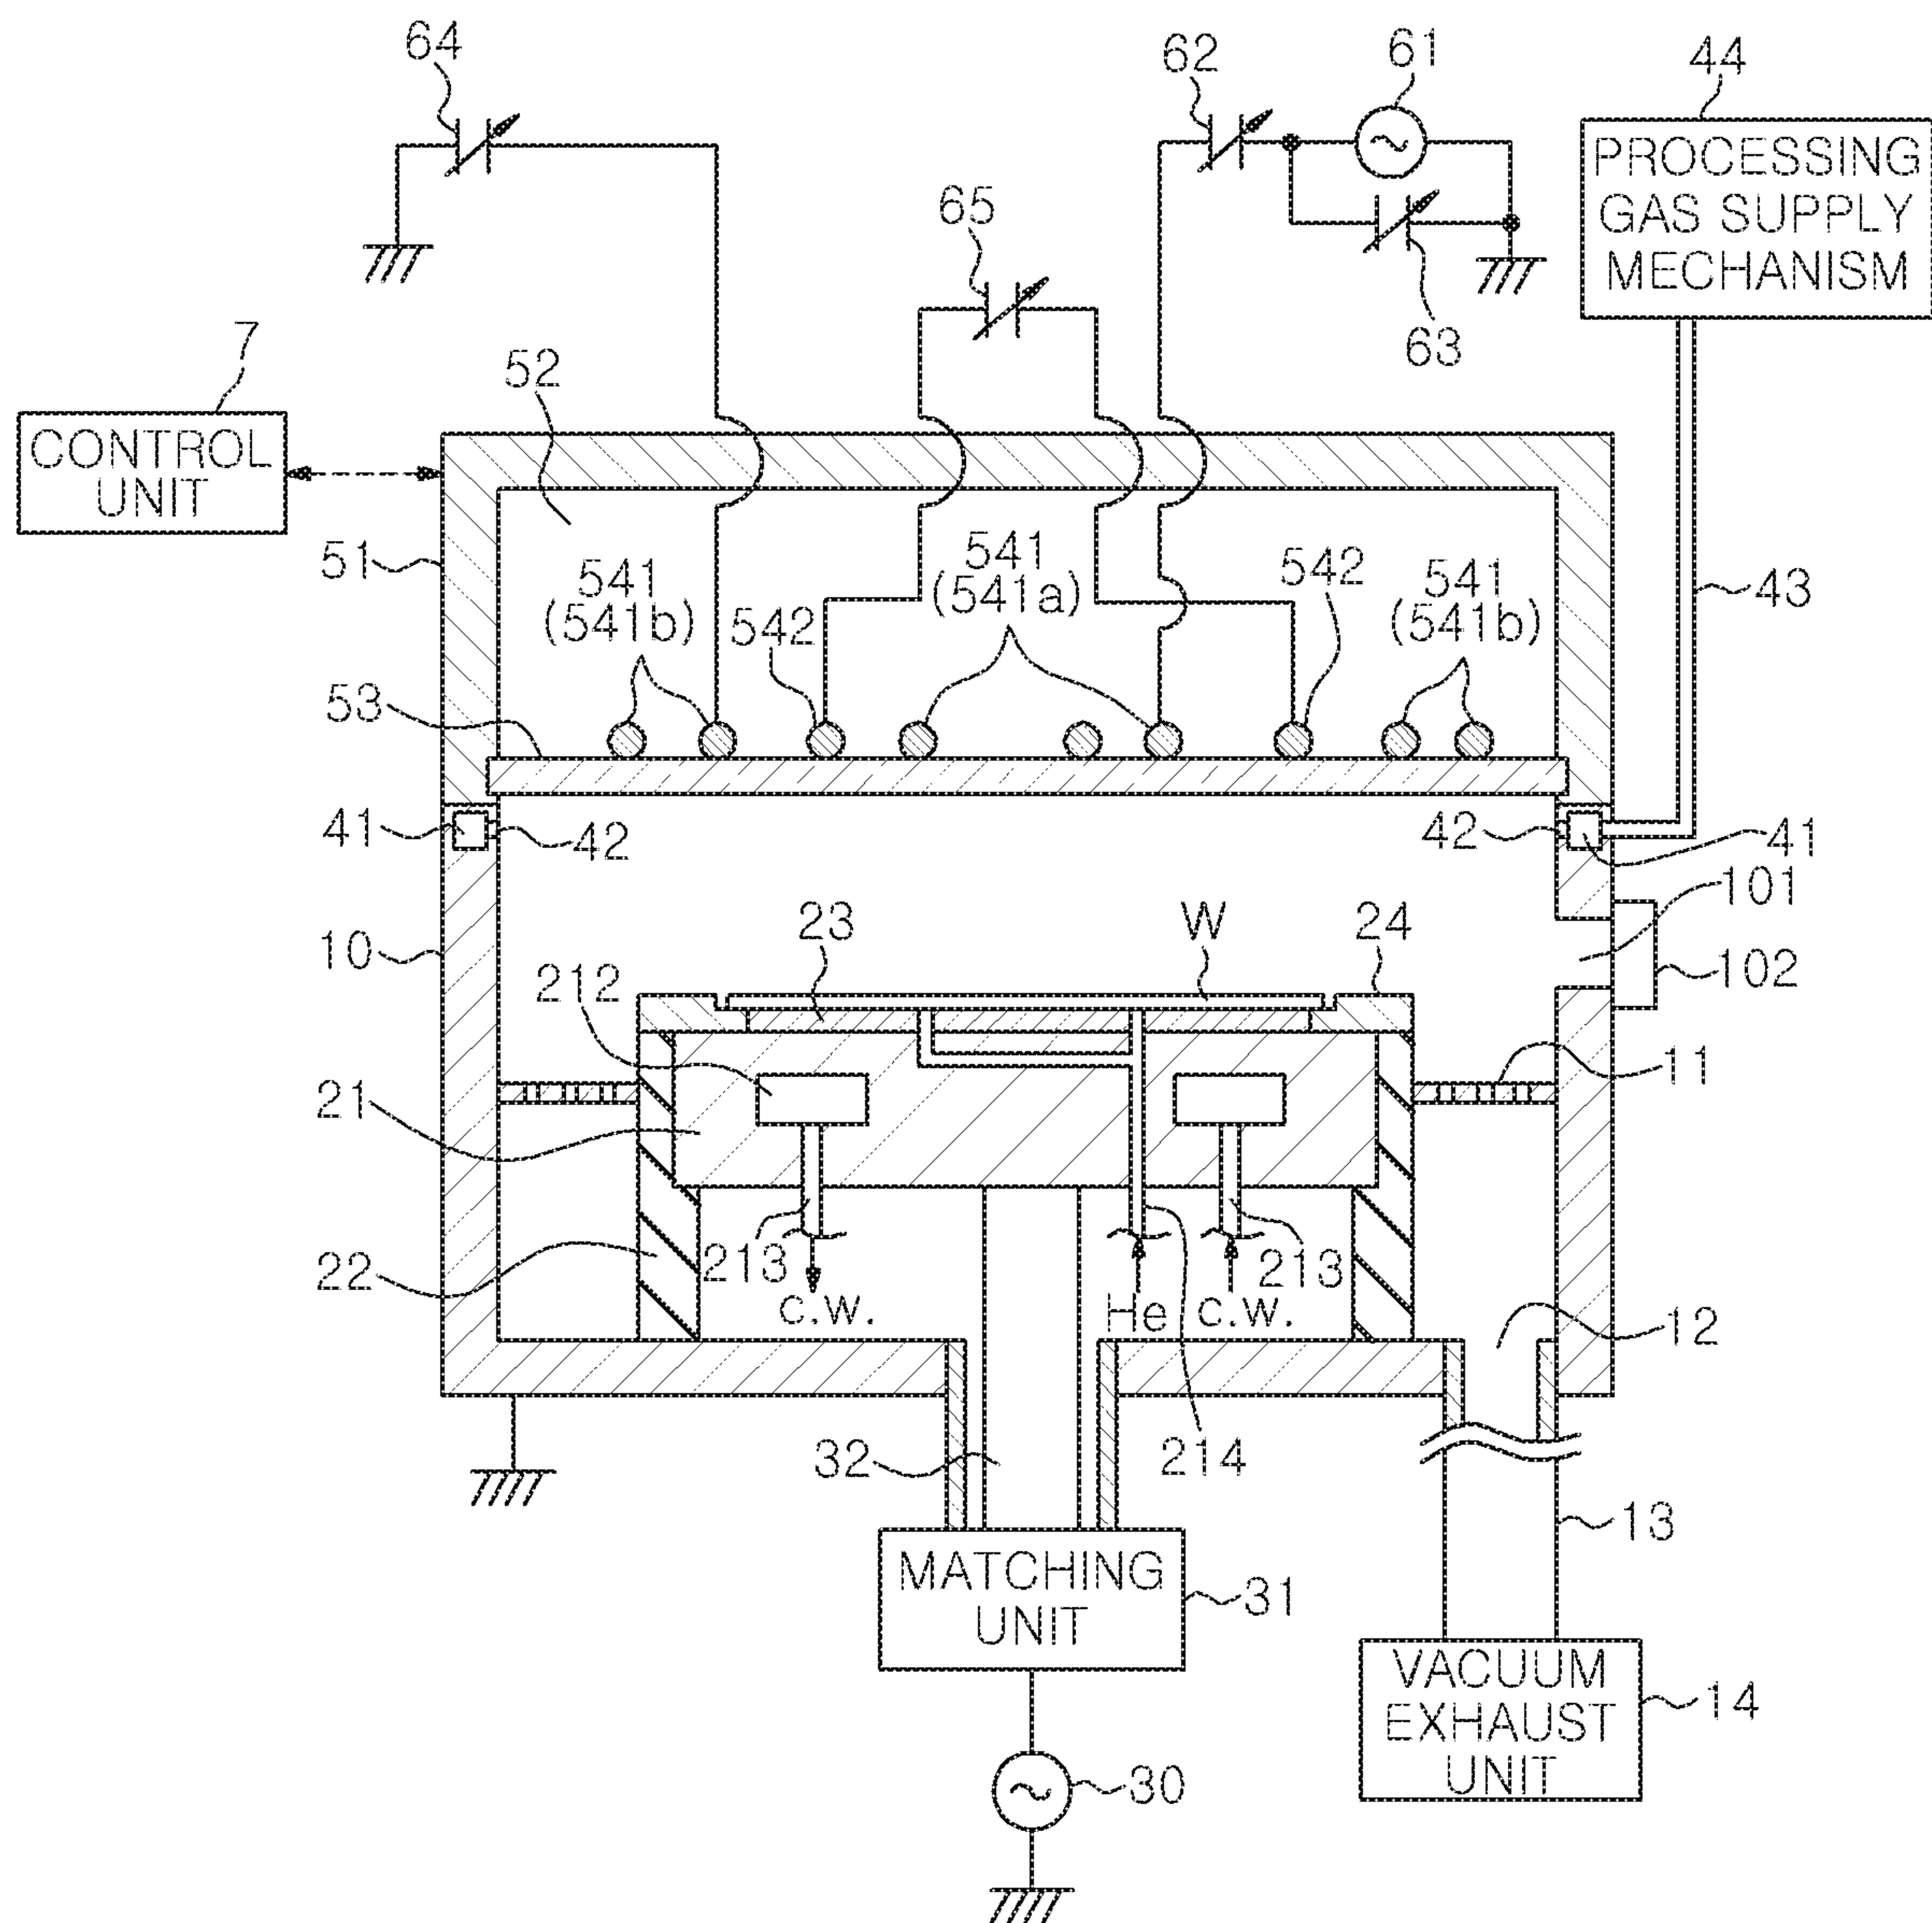 64
62
61
44
PROCESSING
GAS SUPPLY
MECHANISM
65
63
7
CONTROL
UNIT
52
51
541
(541b)
542
541
(541a)
542
541
(541b)
43
53
41
42
42
41
101
10
212
23
W
24
102
21
11
22
213
213
c.w.
He
c.w.
12
32
214
13
MATCHING
UNIT
31
VACUUM
EXHAUST
UNIT
14
30